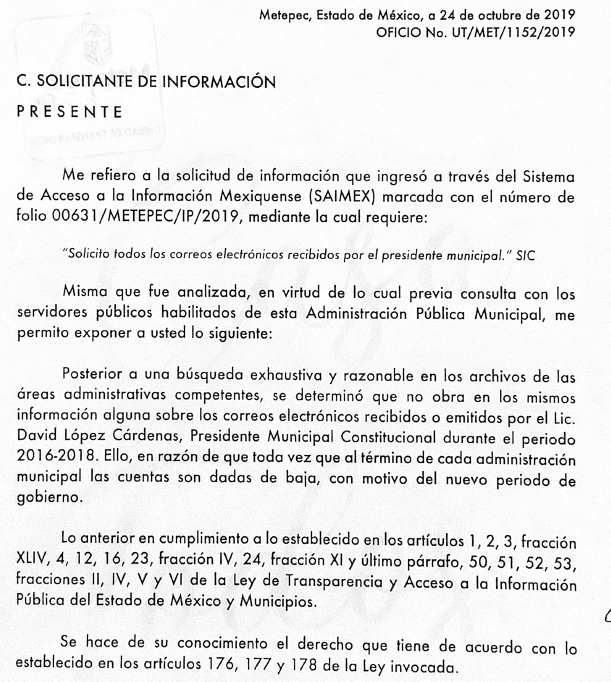 Metepec, Estado de México, a 24 de octubre de 2019
OFICIO No. UT/MET/1152/2019
C. SOLICITANTE DE INFORMACIÓN
P R E S E N T E
Me refiero a la solicitud de información que ingresó a través del Sistema
de Acceso a la Información Mexiquense (SAIMEX) marcada con el número de
folio 00631/METEPEC/IP/2019, mediante la cual requiere:
“Solicito todos los correos electrónicos recibidos por el presidente municipal.” SIC
Misma que fue analizada, en virtud de lo cual previa consulta con los
servidores públicos habilitados de esta Administración Pública Municipal, me
permito exponer a usted lo siguiente:
Posterior a una búsqueda exhaustiva y razonable en los archivos de las
áreas administrativas competentes, se determinó que no obra en los mismos
información alguna sobre los correos electrónicos recibidos o emitidos por el Lic.
David López Cárdenas, Presidente Municipal Constitucional durante el periodo
2016-2018. Ello, en razón de que toda vez que al término de cada administración
municipal las cuentas son dadas de baja, con motivo del nuevo periodo de
gobierno.
Lo anterior en cumplimiento a lo establecido en los artículos 1, 2, 3, fracción
XLIV, 4, 12, 16, 23, fracción IV, 24, fracción XI y último párrafo, 50, 51, 52, 53,
fracciones II, IV, V y VI de la Ley de Transparencia y Acceso a la Información
Pública del Estado de México y Municipios.
Se hace de su conocimiento el derecho que tiene de acuerdo con lo
establecido en los artículos 176, 177 y 178 de la Ley invocada.